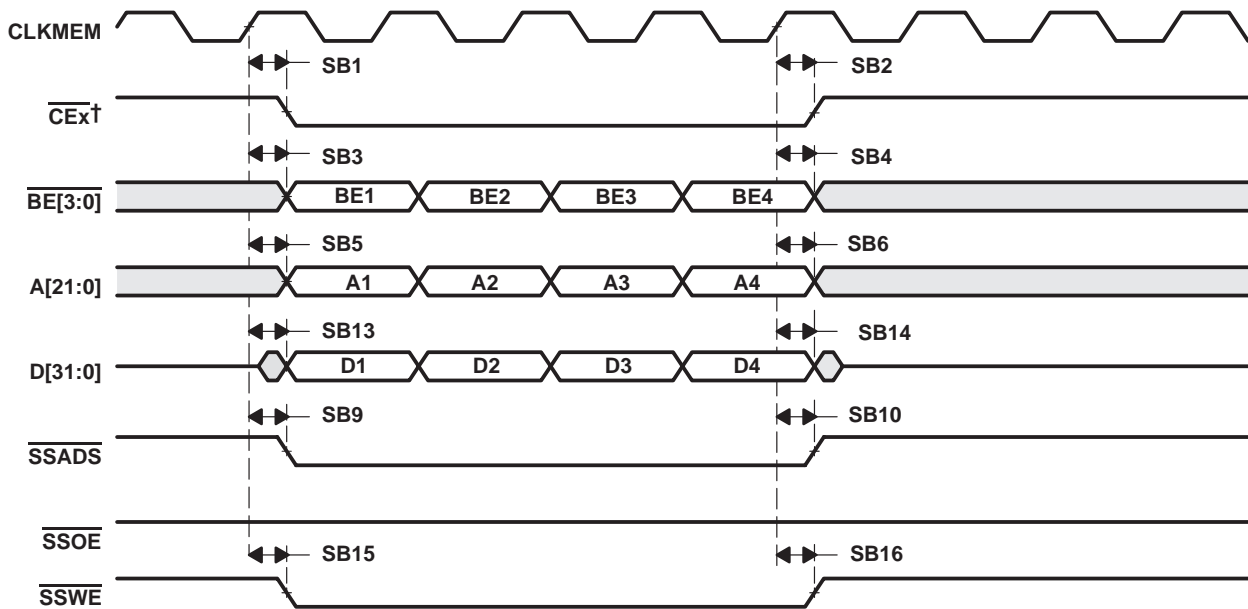 CLKMEM
SB1 SB2
CEx†
SB3 SB4
BE[3:0] BE1 BE2 BE3 BE4
SB5 SB6
A[21:0] A1 A2 A3 A4
SB13 SB14
D[31:0] D1 D2 D3 D4
SB9 SB10
SSADS
SSOE
SB15 SB16
SSWE